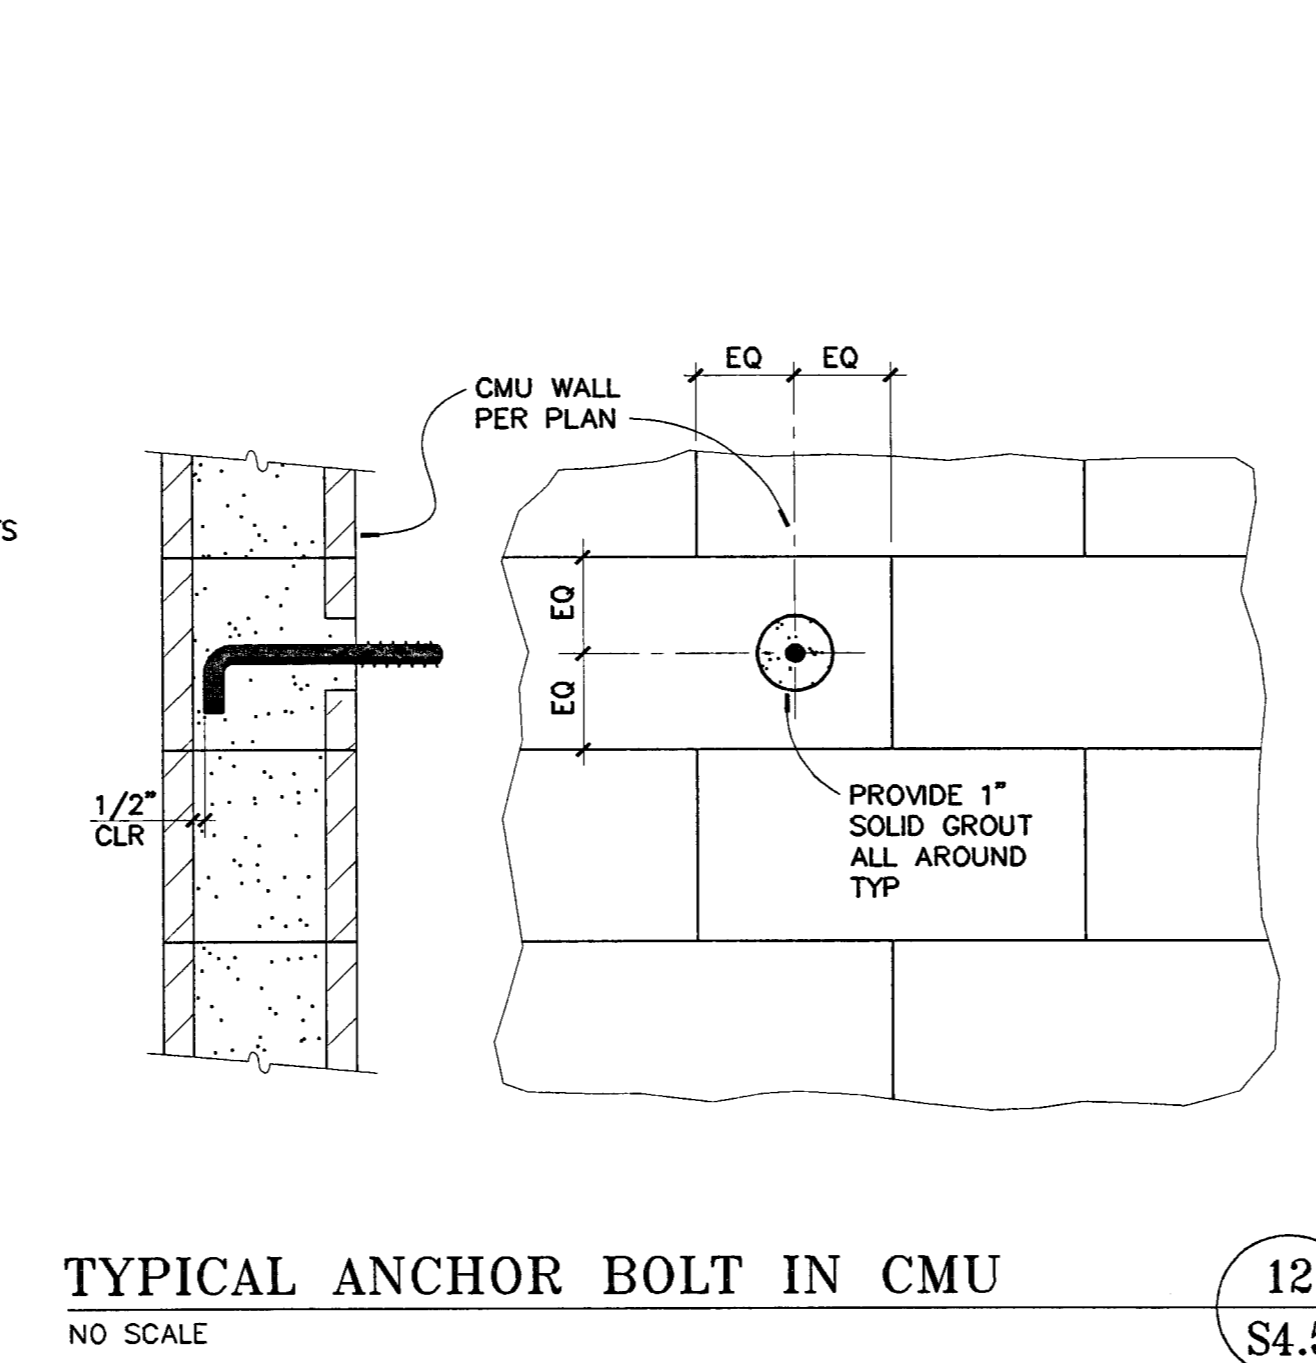 EQ EQ
CMU WALL
PER PLAN
EQ
EQ
1/2"
CLR
PROVIDE 1"
SOLID GROUT
ALL AROUND
TYP
TYPICAL ANCHOR BOLT IN CMU
NO SCALE
12